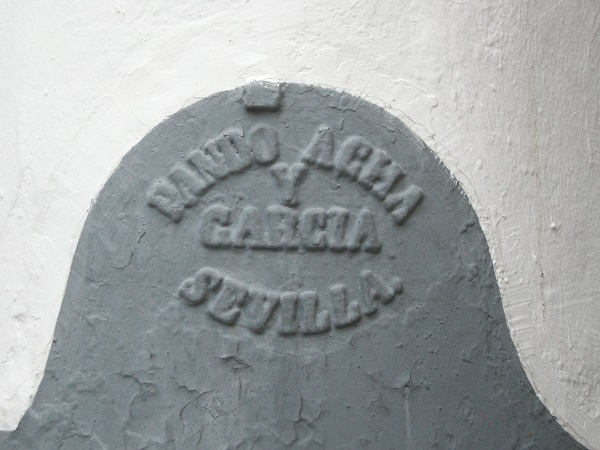 PANDO ACHA
Y
GARCIA
SEVILLA.